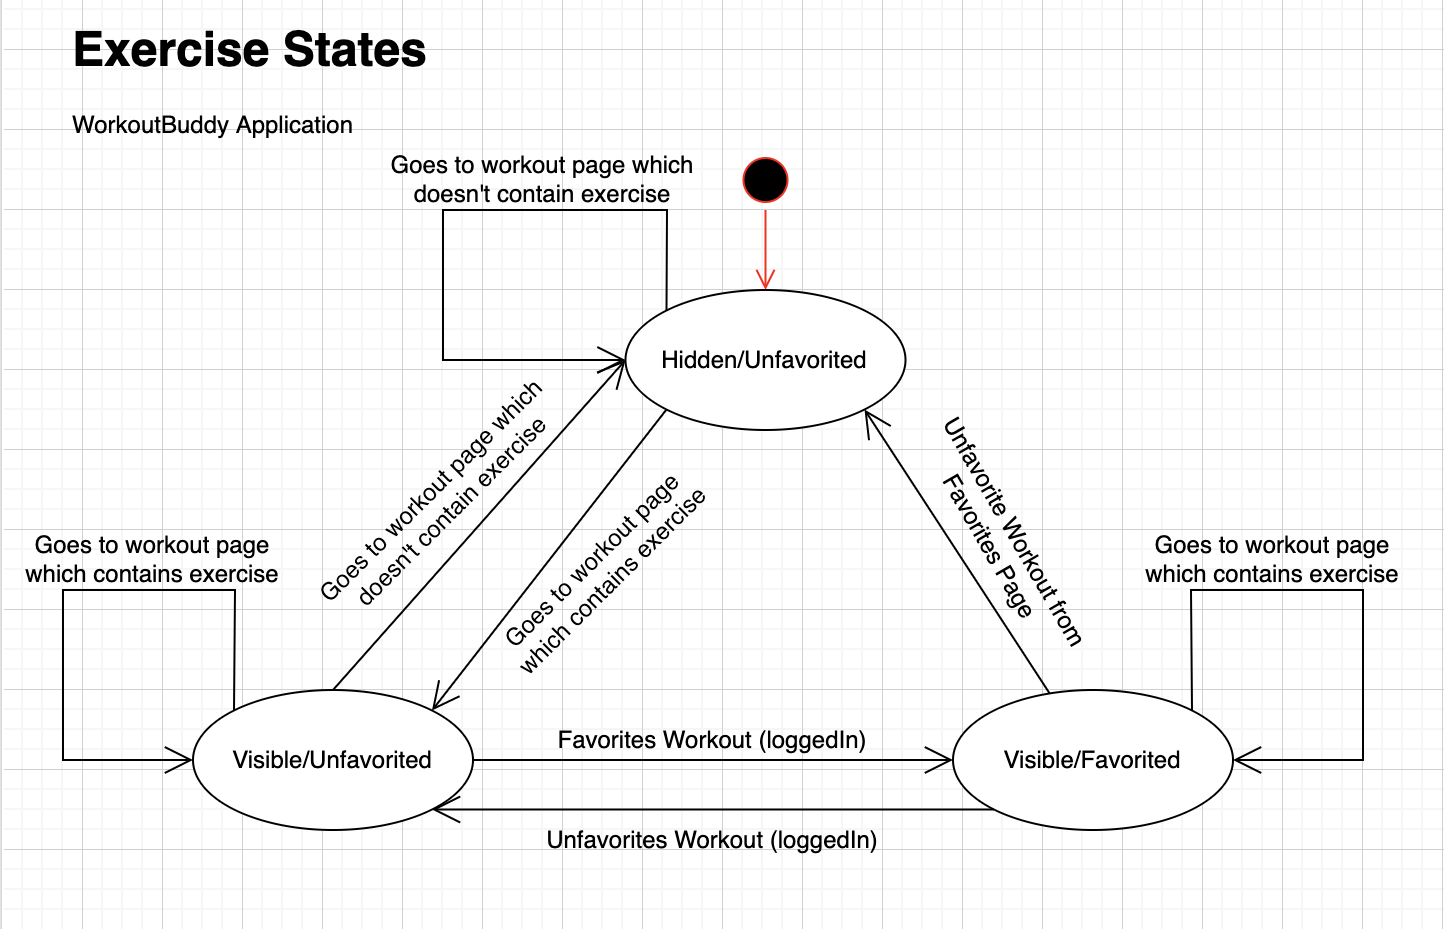 Exercise States
WorkoutBuddy Application
Goes to workout page which
doesn't contain exercise
Hidden/Unfavorited
Goes to workout page which
doesn't contain exercise
Goes to workout page
which contains exercise
Unfavorite Workout from
Favorites Page
Goes to workout page
which contains exercise
Goes to workout page
which contains exercise
Visible/Unfavorited
Favorites Workout (loggedIn)
Visible/Favorited
Unfavorites Workout (loggedIn)